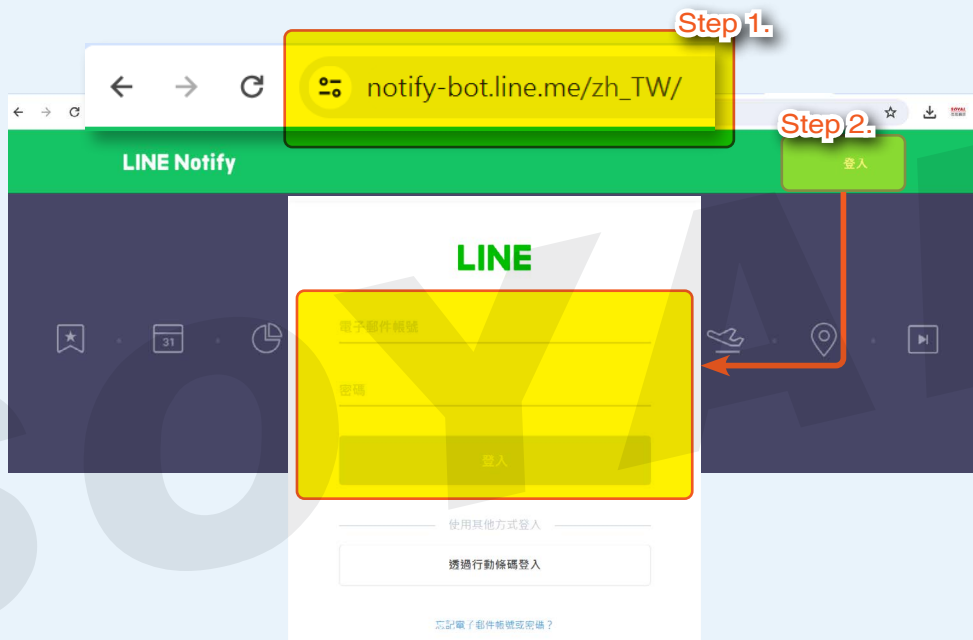 Step 1.
notify-bot.line.me/zh_TW/
Step 2.
LINE Notify
登入
LINE
電子郵件帳號
31
密碼
登入
使用其他方式登入
透過行動條碼登入
忘記電子郵件帳號或密碼？
SOYAL